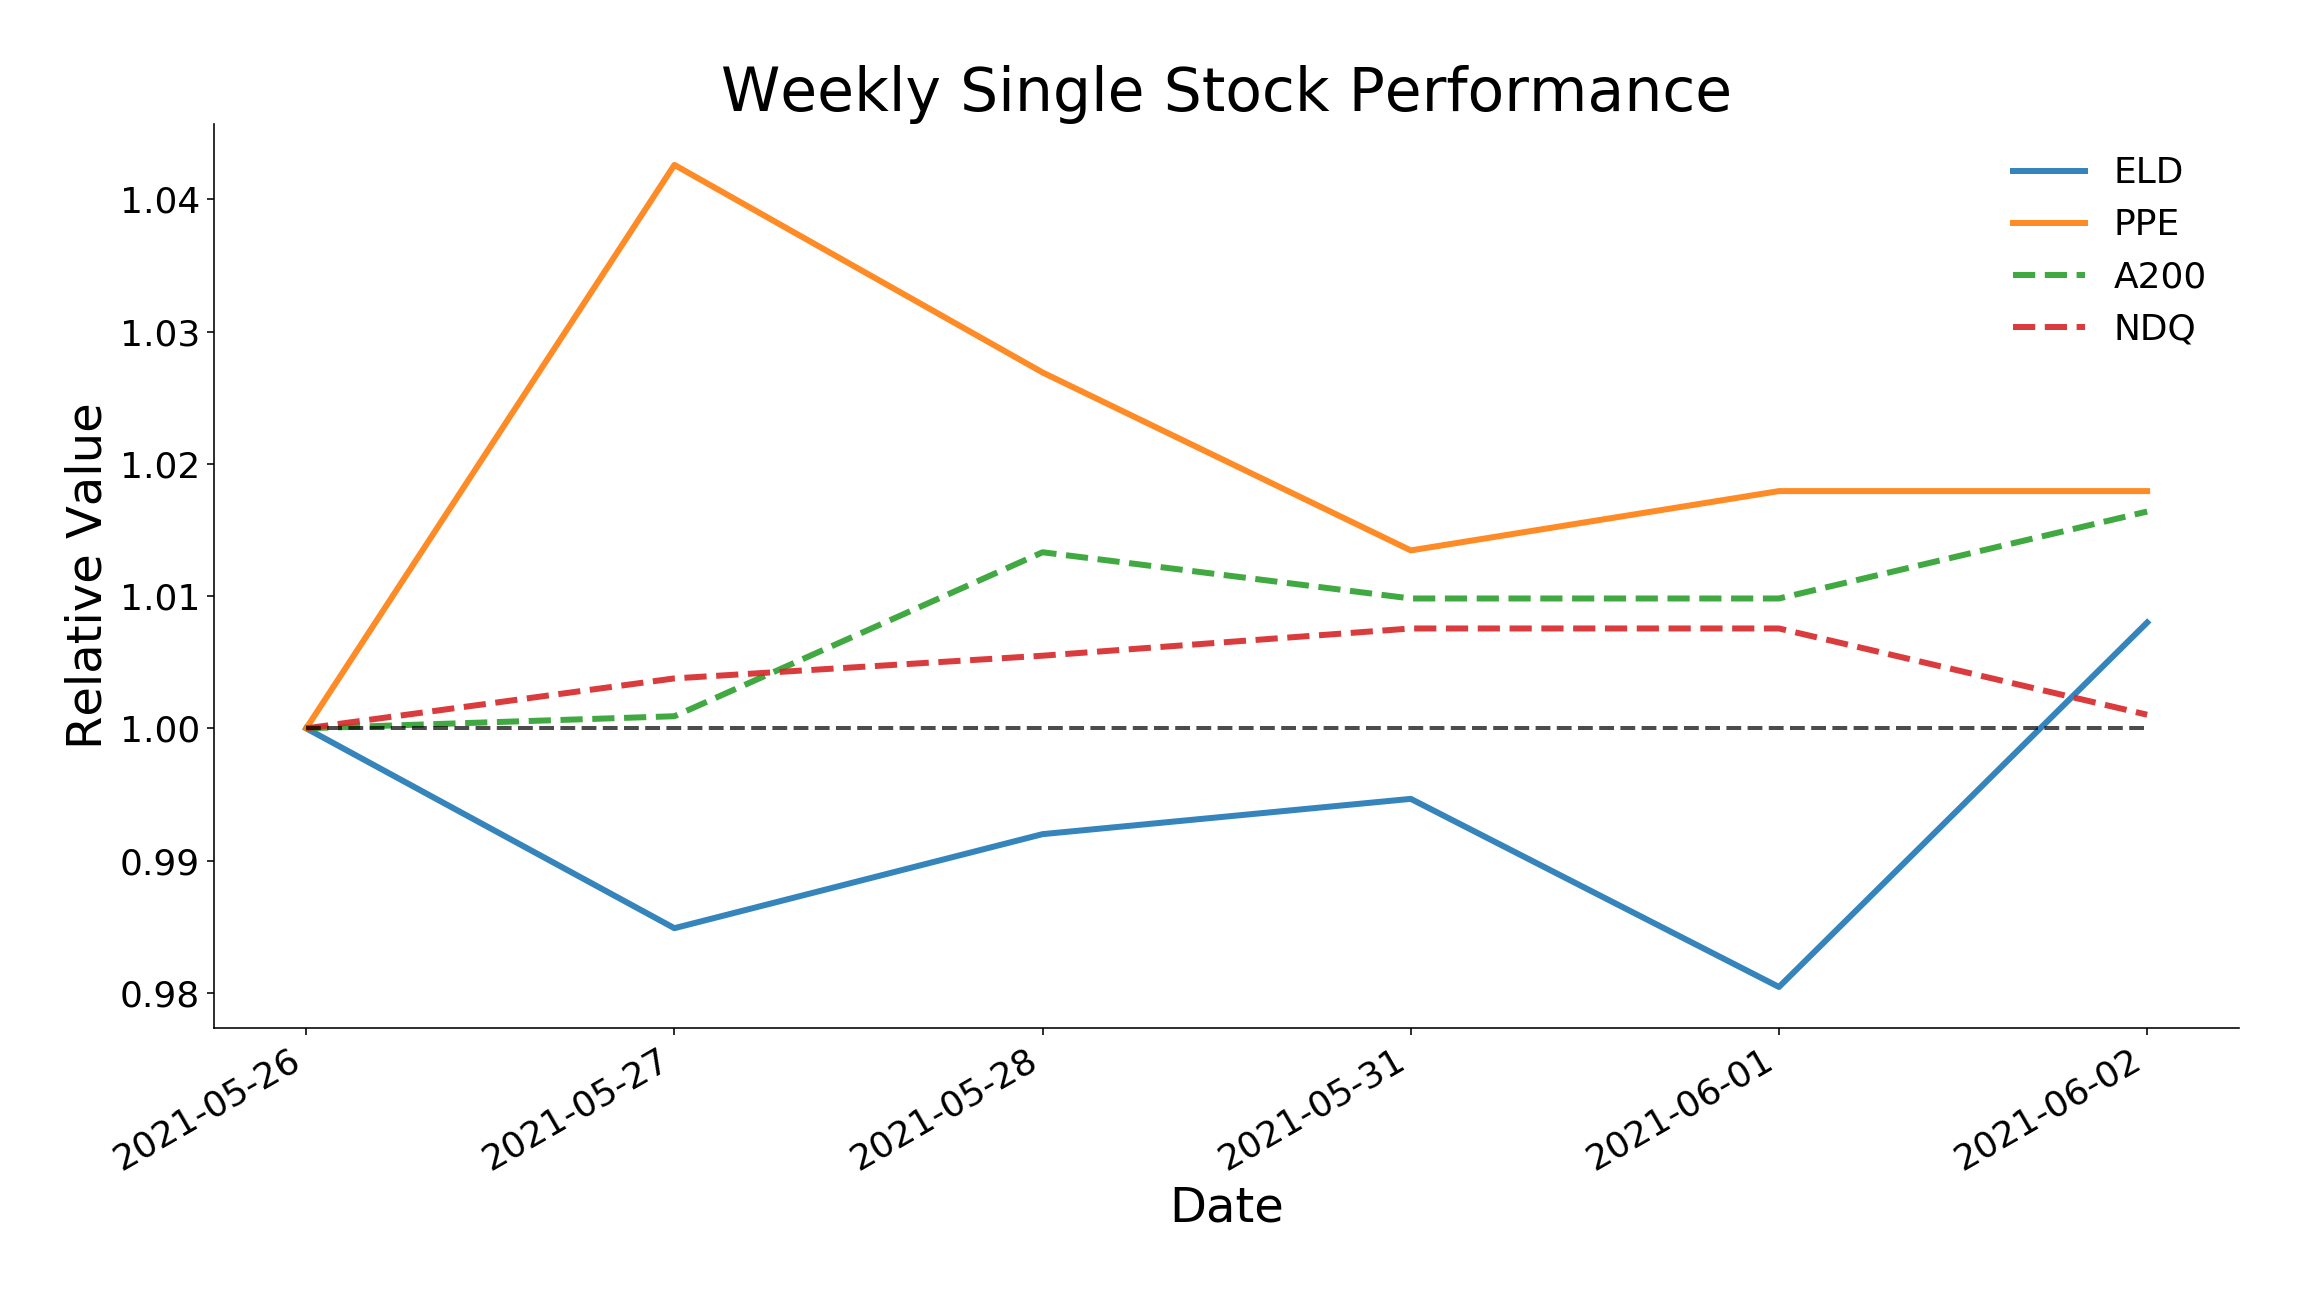 Weekly Single Stock Performance
ELD
PPE
A200
NDQ
Relative Value
1.04
1.03
1.02
1.01
1.00
0.99
0.98
2021-05-26
2021-05-27
2021-05-28
2021-05-31
2021-06-01
2021-06-02
Date